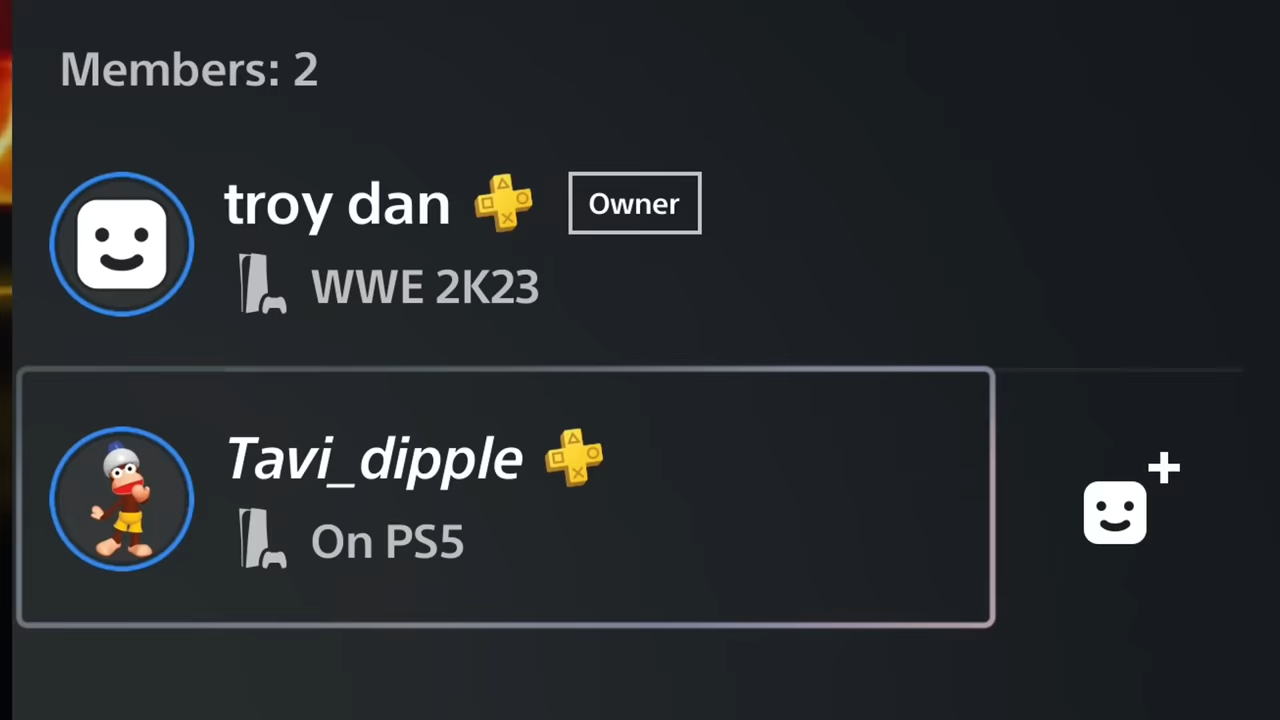 Members: 2
troy dan
Owner
WWE 2K23
Tavi_dipple
On PS5